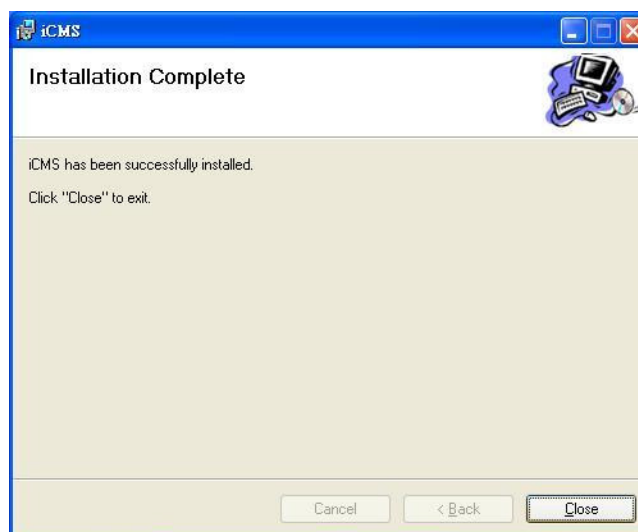 iCMS
Installation Complete
iCMS has been successfully installed.
Click "Close" to exit.
Cancel
< Back
Close